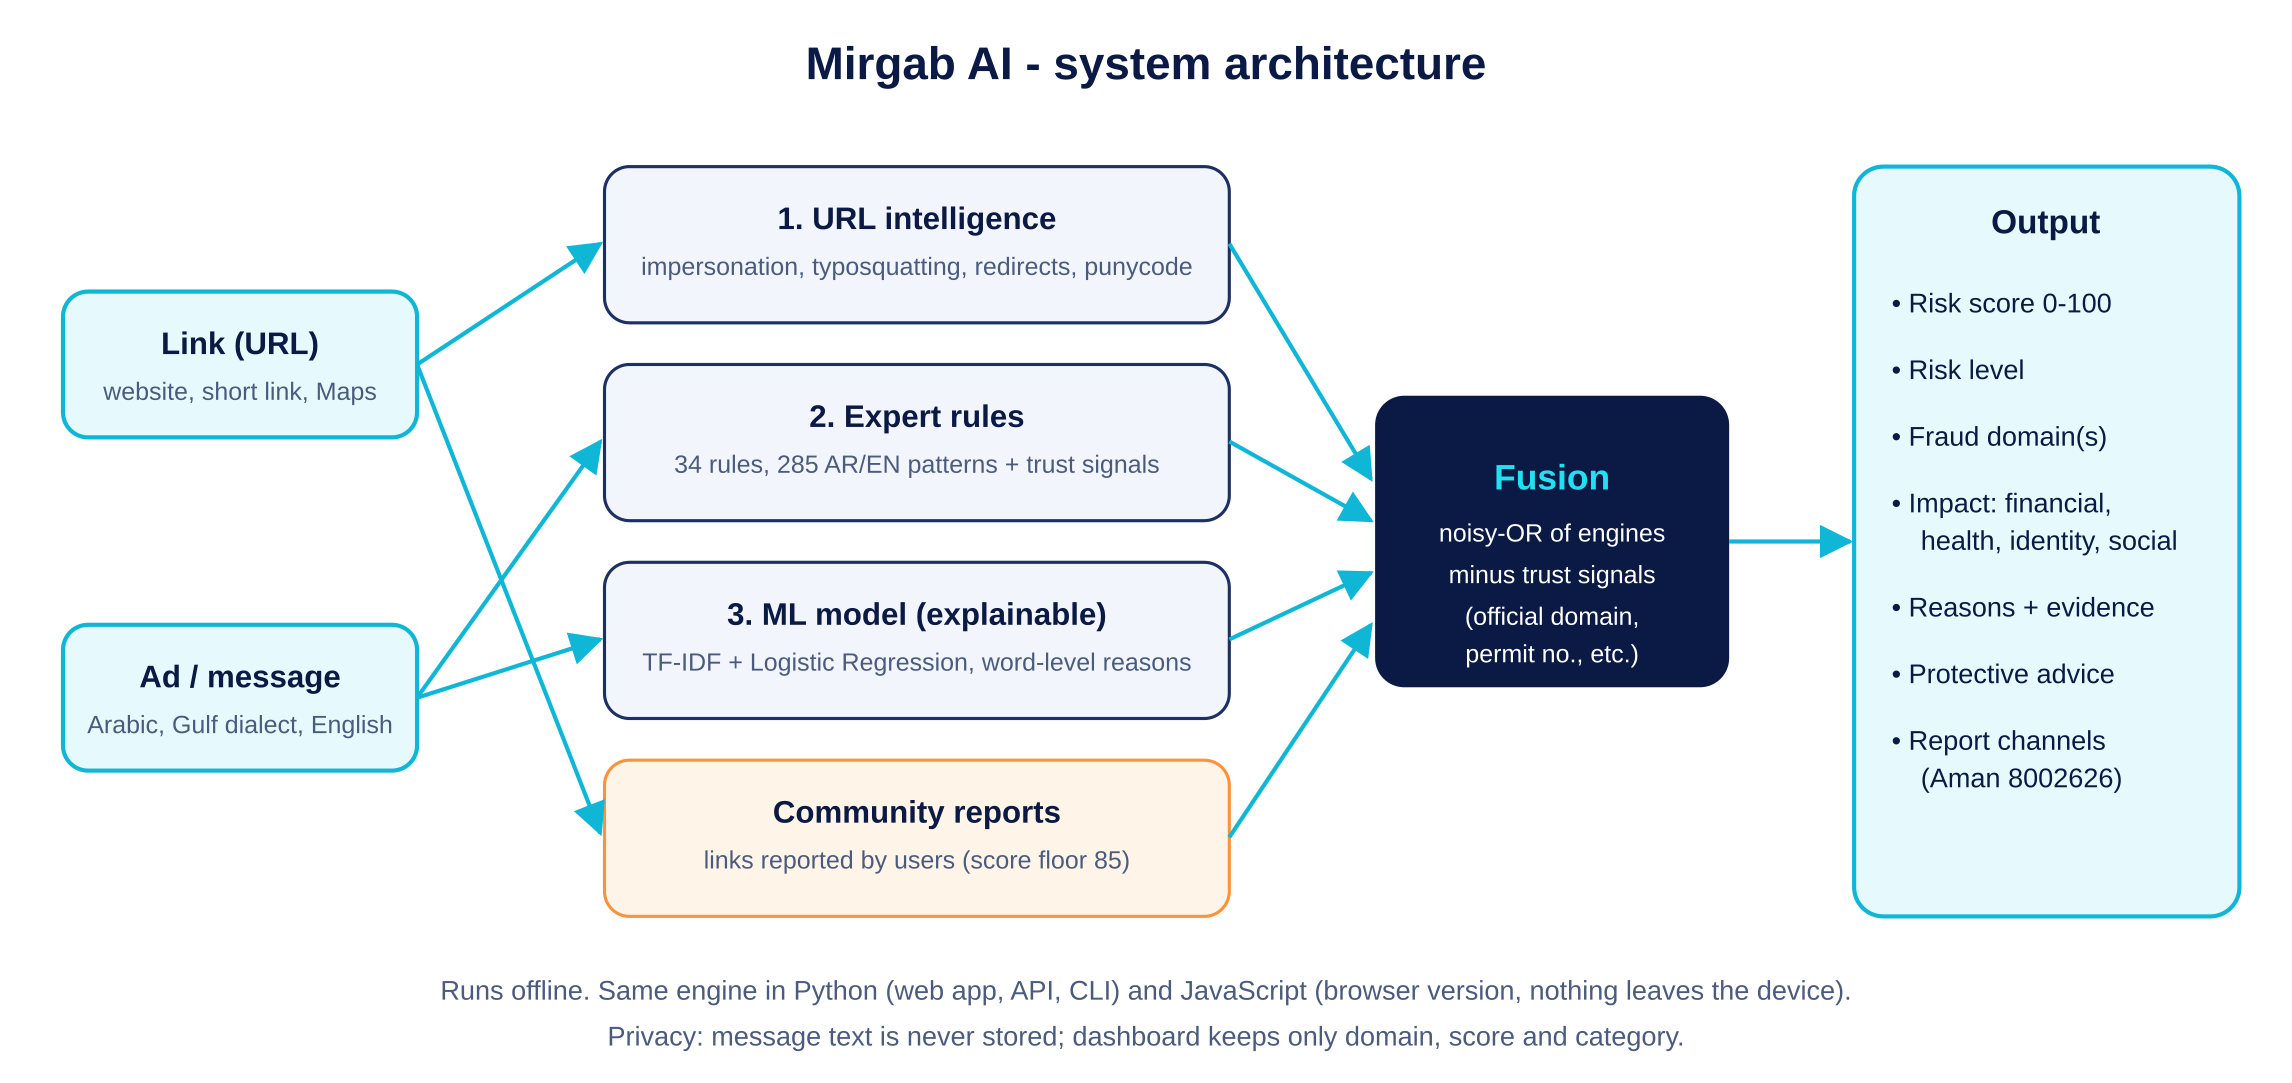 Mirgab AI - system architecture
Link (URL)
website, short link, Maps
Ad / message
Arabic, Gulf dialect, English
1. URL intelligence
impersonation, typosquatting, redirects, punycode
2. Expert rules
34 rules, 285 AR/EN patterns + trust signals
3. ML model (explainable)
TF-IDF + Logistic Regression, word-level reasons
Community reports
links reported by users (score floor 85)
Fusion
noisy-OR of engines
minus trust signals
(official domain,
permit no., etc.)
Output
• Risk score 0-100
• Risk level
• Fraud domain(s)
• Impact: financial,
health, identity, social
• Reasons + evidence
• Protective advice
• Report channels
(Aman 8002626)
Runs offline. Same engine in Python (web app, API, CLI) and JavaScript (browser version, nothing leaves the device).
Privacy: message text is never stored; dashboard keeps only domain, score and category.